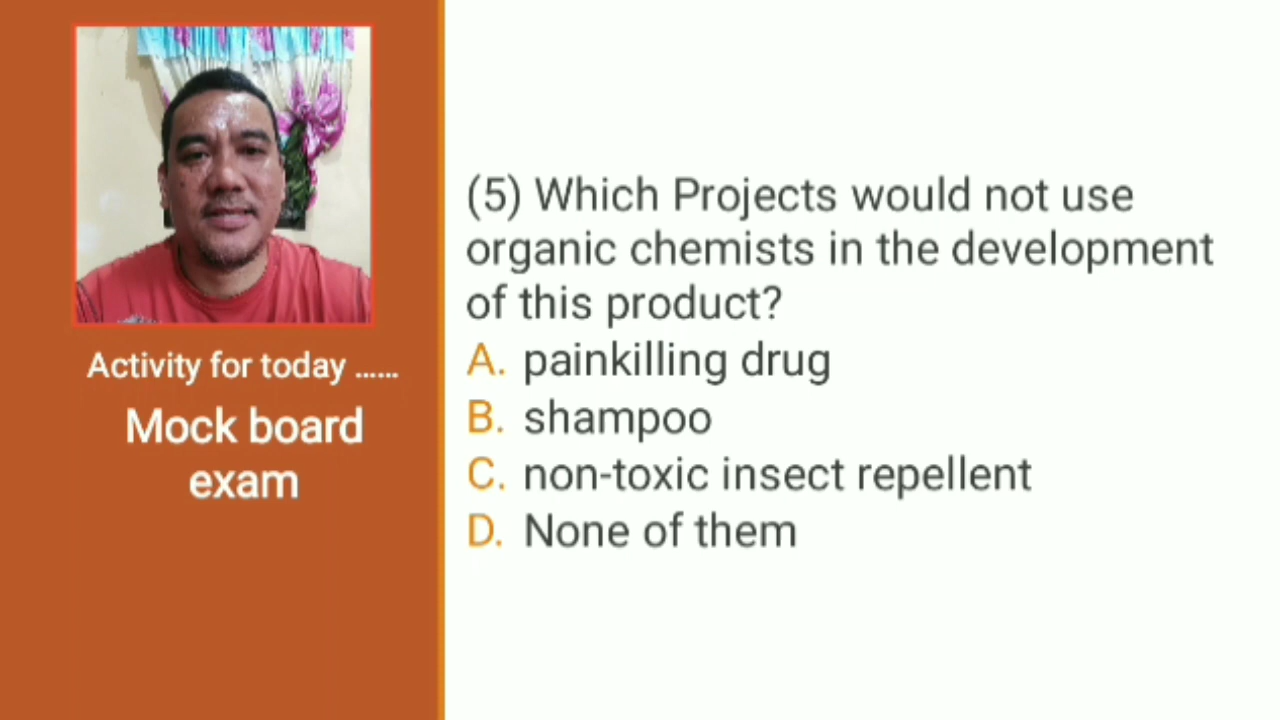 Activity for today ......
Mock board
exam
(5) Which Projects would not use
organic chemists in the development
of this product?
A. painkilling drug
B. shampoo
C. non-toxic insect repellent
D. None of them